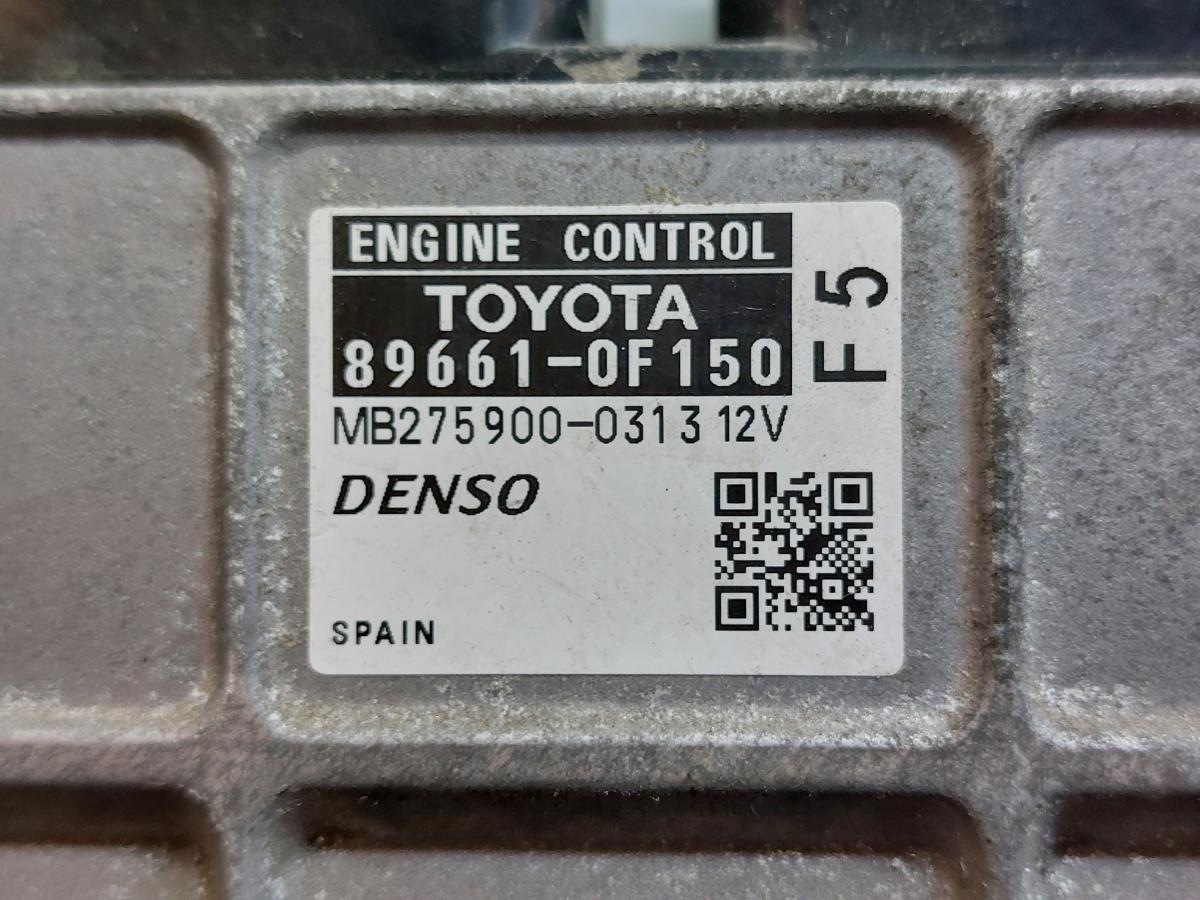 ENGINE CONTROL
TOYOTA
89661-0F150
F5
MB275900-0313 12V
DENSO
SPAIN